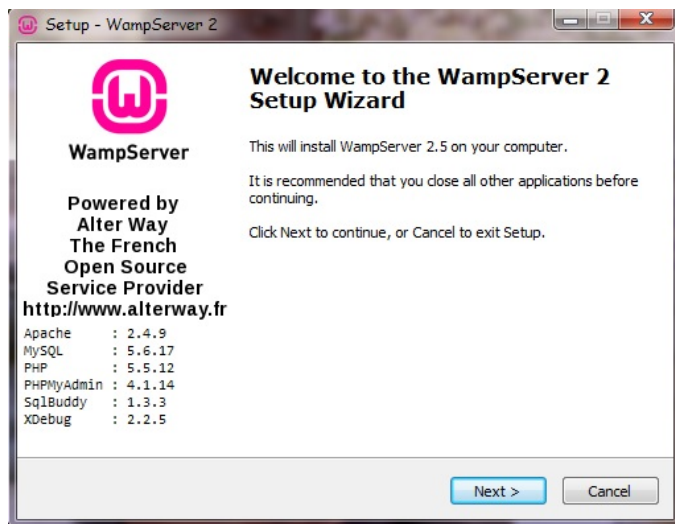 Setup - WampServer 2
WampServer
Powered by
Alter Way
The French
Open Source
Service Provider
http://www.alterway.fr
Apache : 2.4.9
MySQL : 5.6.17
PHP : 5.5.12
PHPMyAdmin : 4.1.14
SqlBuddy : 1.3.3
XDebug : 2.2.5
Welcome to the WampServer 2
Setup Wizard
This will install WampServer 2.5 on your computer.
It is recommended that you close all other applications before
continuing.
Click Next to continue, or Cancel to exit Setup.
Next >
Cancel